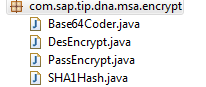 com.sap.tip.dna.msa.encrypt
Base64Coder.java
DesEncrypt.java
PassEncrypt.java
SHA1Hash.java